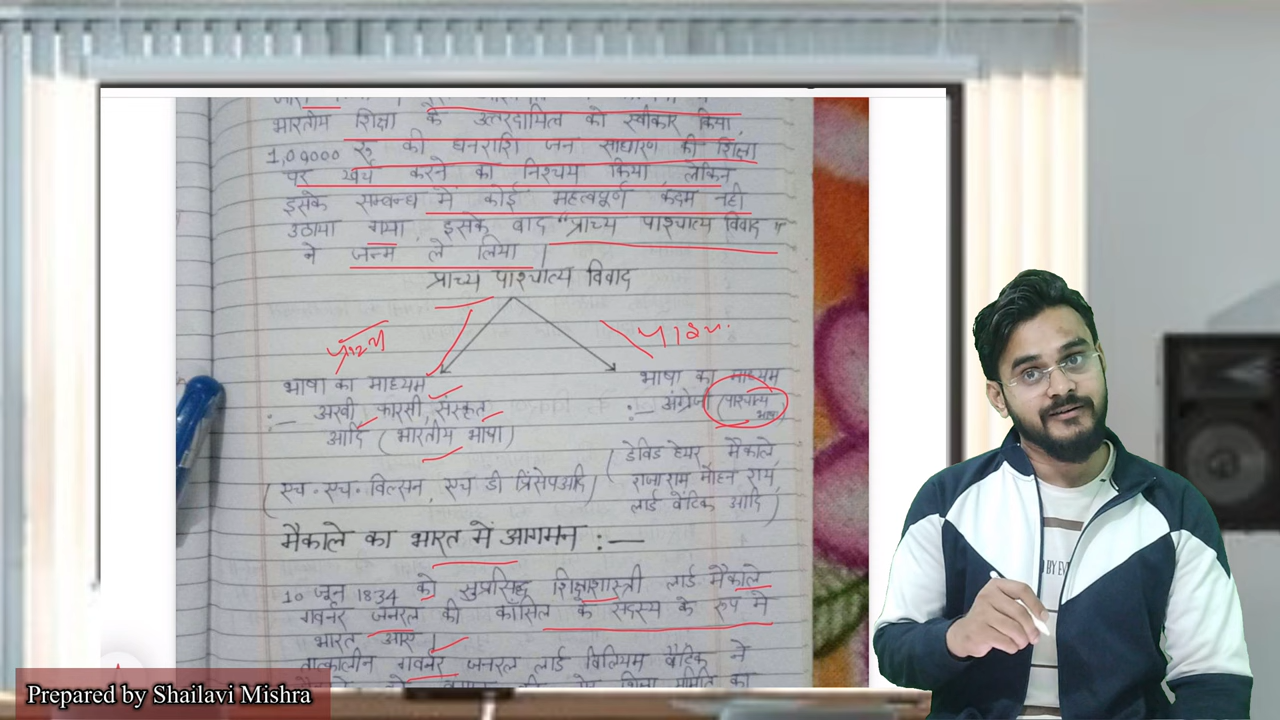 भारतीय शिक्षा के उत्तरदायित्व को स्वीकार किया,
1,00000 रु की धनराशि जन साधारण की शिक्षा
पर खर्च करने का निश्चय किया, लेकिन
इसके सम्बन्ध में कोई महत्वपूर्ण कदम नही
उठाया गया, इसके बाद "प्राच्य पाश्चात्य विवाद"
ने जन्म ले लिया।
प्राच्य पाश्चात्य विवाद
प्राच्य
भाषा का माध्यम
:— अरबी, फारसी, संस्कृत
आदि (भारतीय भाषा)
(एच. एच. विल्सन, एच डी प्रिंसेपआदि)
भाषा का माध्यम
:— अंग्रेजी (पाश्चात्य
भाषा)
(डेविड हेयर मैकाले,
राजाराम मोहन राय,
लार्ड बैंटिक आदि)
मैकाले का भारत में आगमन :—
10 जून 1834 को सुप्रसिद्ध शिक्षाशास्त्री लार्ड मैकाले
गवर्नर जनरल की कौंसिल के सदस्य के रुप में
भारत आए।
तात्कालीन गवर्नर जनरल लार्ड विलियम बैंटिक ने
Prepared by Shailavi Mishra